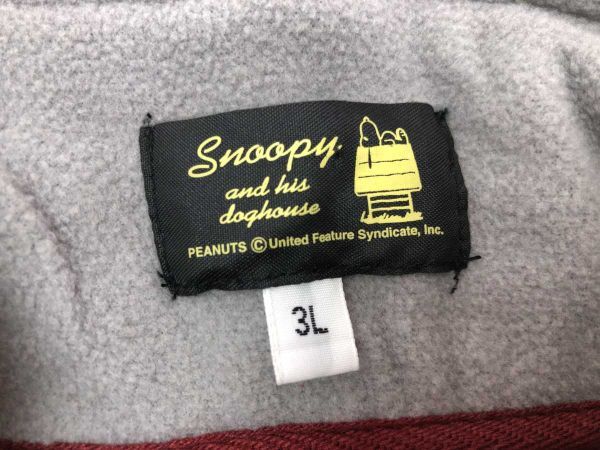 Snoopy
and his
doghouse
PEANUTS © United Feature Syndicate, Inc.
3L